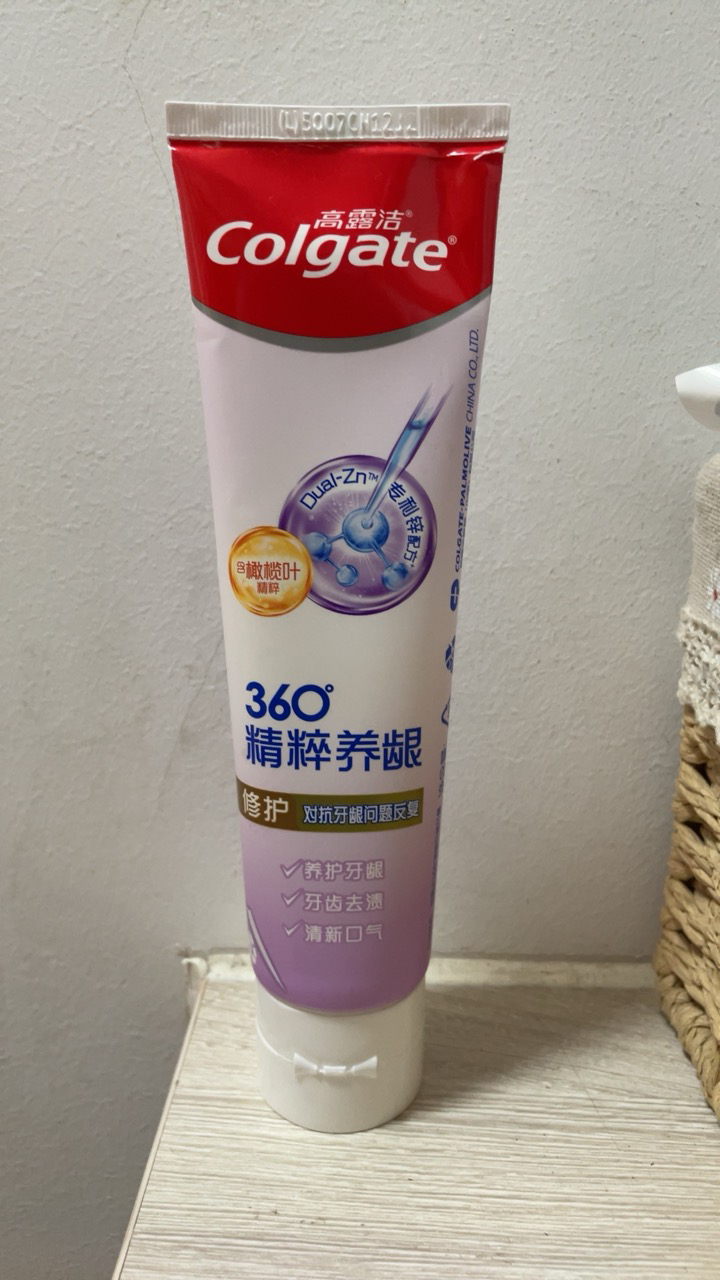 (L)5007CN12
高露洁®
Colgate®
Dual-Zn™ 专利锌配方
含橄榄叶
精粹
COLGATE-PALMOLIVE CHINA CO., LTD.
360°
精粹养龈
修护 对抗牙龈问题反复
养护牙龈
牙齿去渍
清新口气